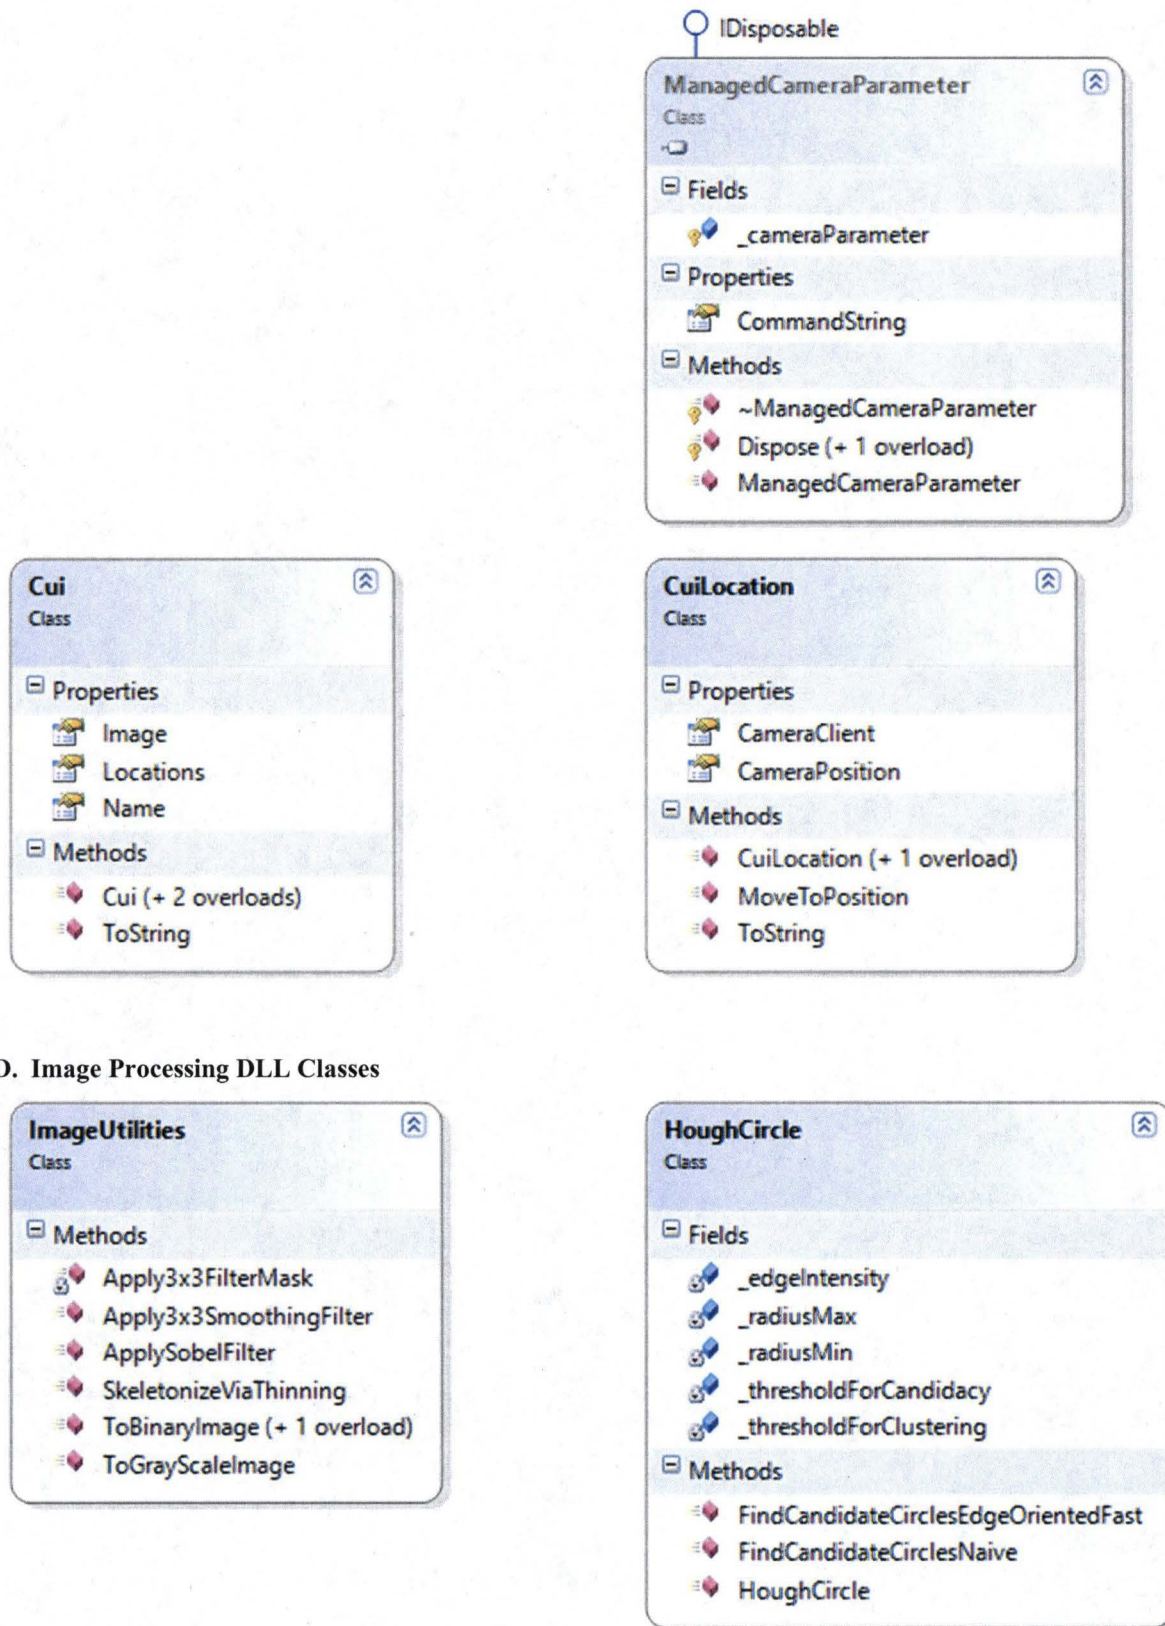 IDisposable
ManagedCameraParameter
Class
Fields
_cameraParameter
Properties
CommandString
Methods
~ManagedCameraParameter
Dispose (+ 1 overload)
ManagedCameraParameter
Cui
Class
Properties
Image
Locations
Name
Methods
Cui (+ 2 overloads)
ToString
CuiLocation
Class
Properties
CameraClient
CameraPosition
Methods
CuiLocation (+ 1 overload)
MoveToPosition
ToString
D. Image Processing DLL Classes
ImageUtilities
Class
Methods
Apply3x3FilterMask
Apply3x3SmoothingFilter
ApplySobelFilter
SkeletonizeViaThinning
ToBinaryImage (+ 1 overload)
ToGrayScaleImage
HoughCircle
Class
Fields
_edgeIntensity
_radiusMax
_radiusMin
_thresholdForCandidacy
_thresholdForClustering
Methods
FindCandidateCirclesEdgeOrientedFast
FindCandidateCirclesNaive
HoughCircle